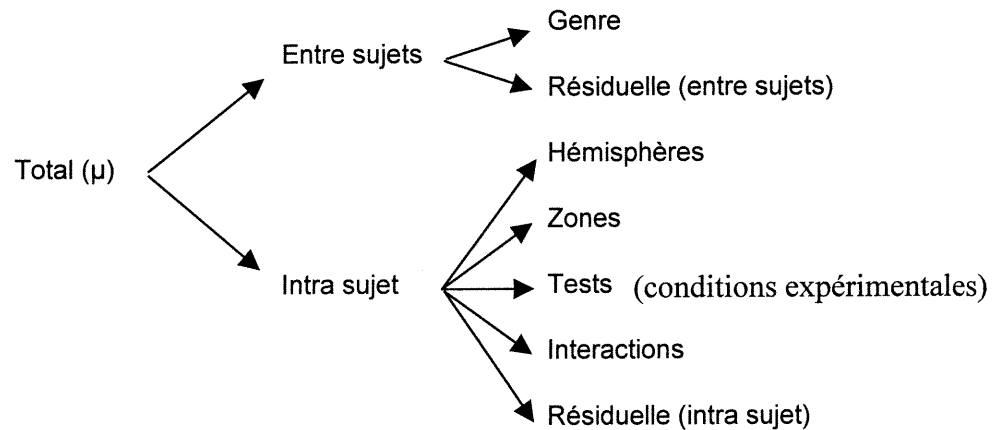 Genre
Entre sujets
Résiduelle (entre sujets)
Hémisphères
Total (µ)
Zones
Intra sujet
Tests (conditions expérimentales)
Interactions
Résiduelle (intra sujet)